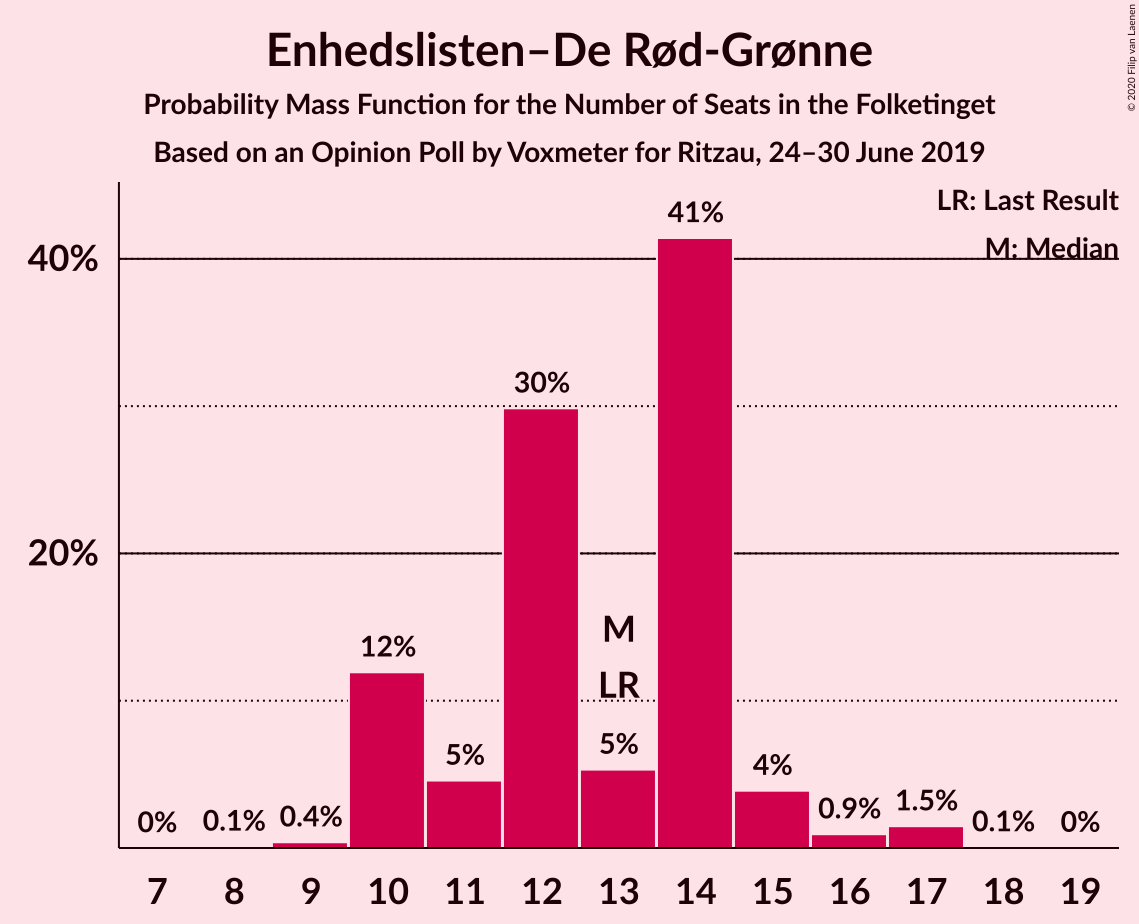 Enhedslisten–De Rød-Grønne
Probability Mass Function for the Number of Seats in the Folketinget
Based on an Opinion Poll by Voxmeter for Ritzau, 24–30 June 2019
© 2020 Filip van Laenen
LR: Last Result
M: Median
40%
20%
0%
0.1%
0.4%
12%
5%
30%
M
LR
5%
41%
4%
0.9%
1.5%
0.1%
0%
7 8 9 10 11 12 13 14 15 16 17 18 19